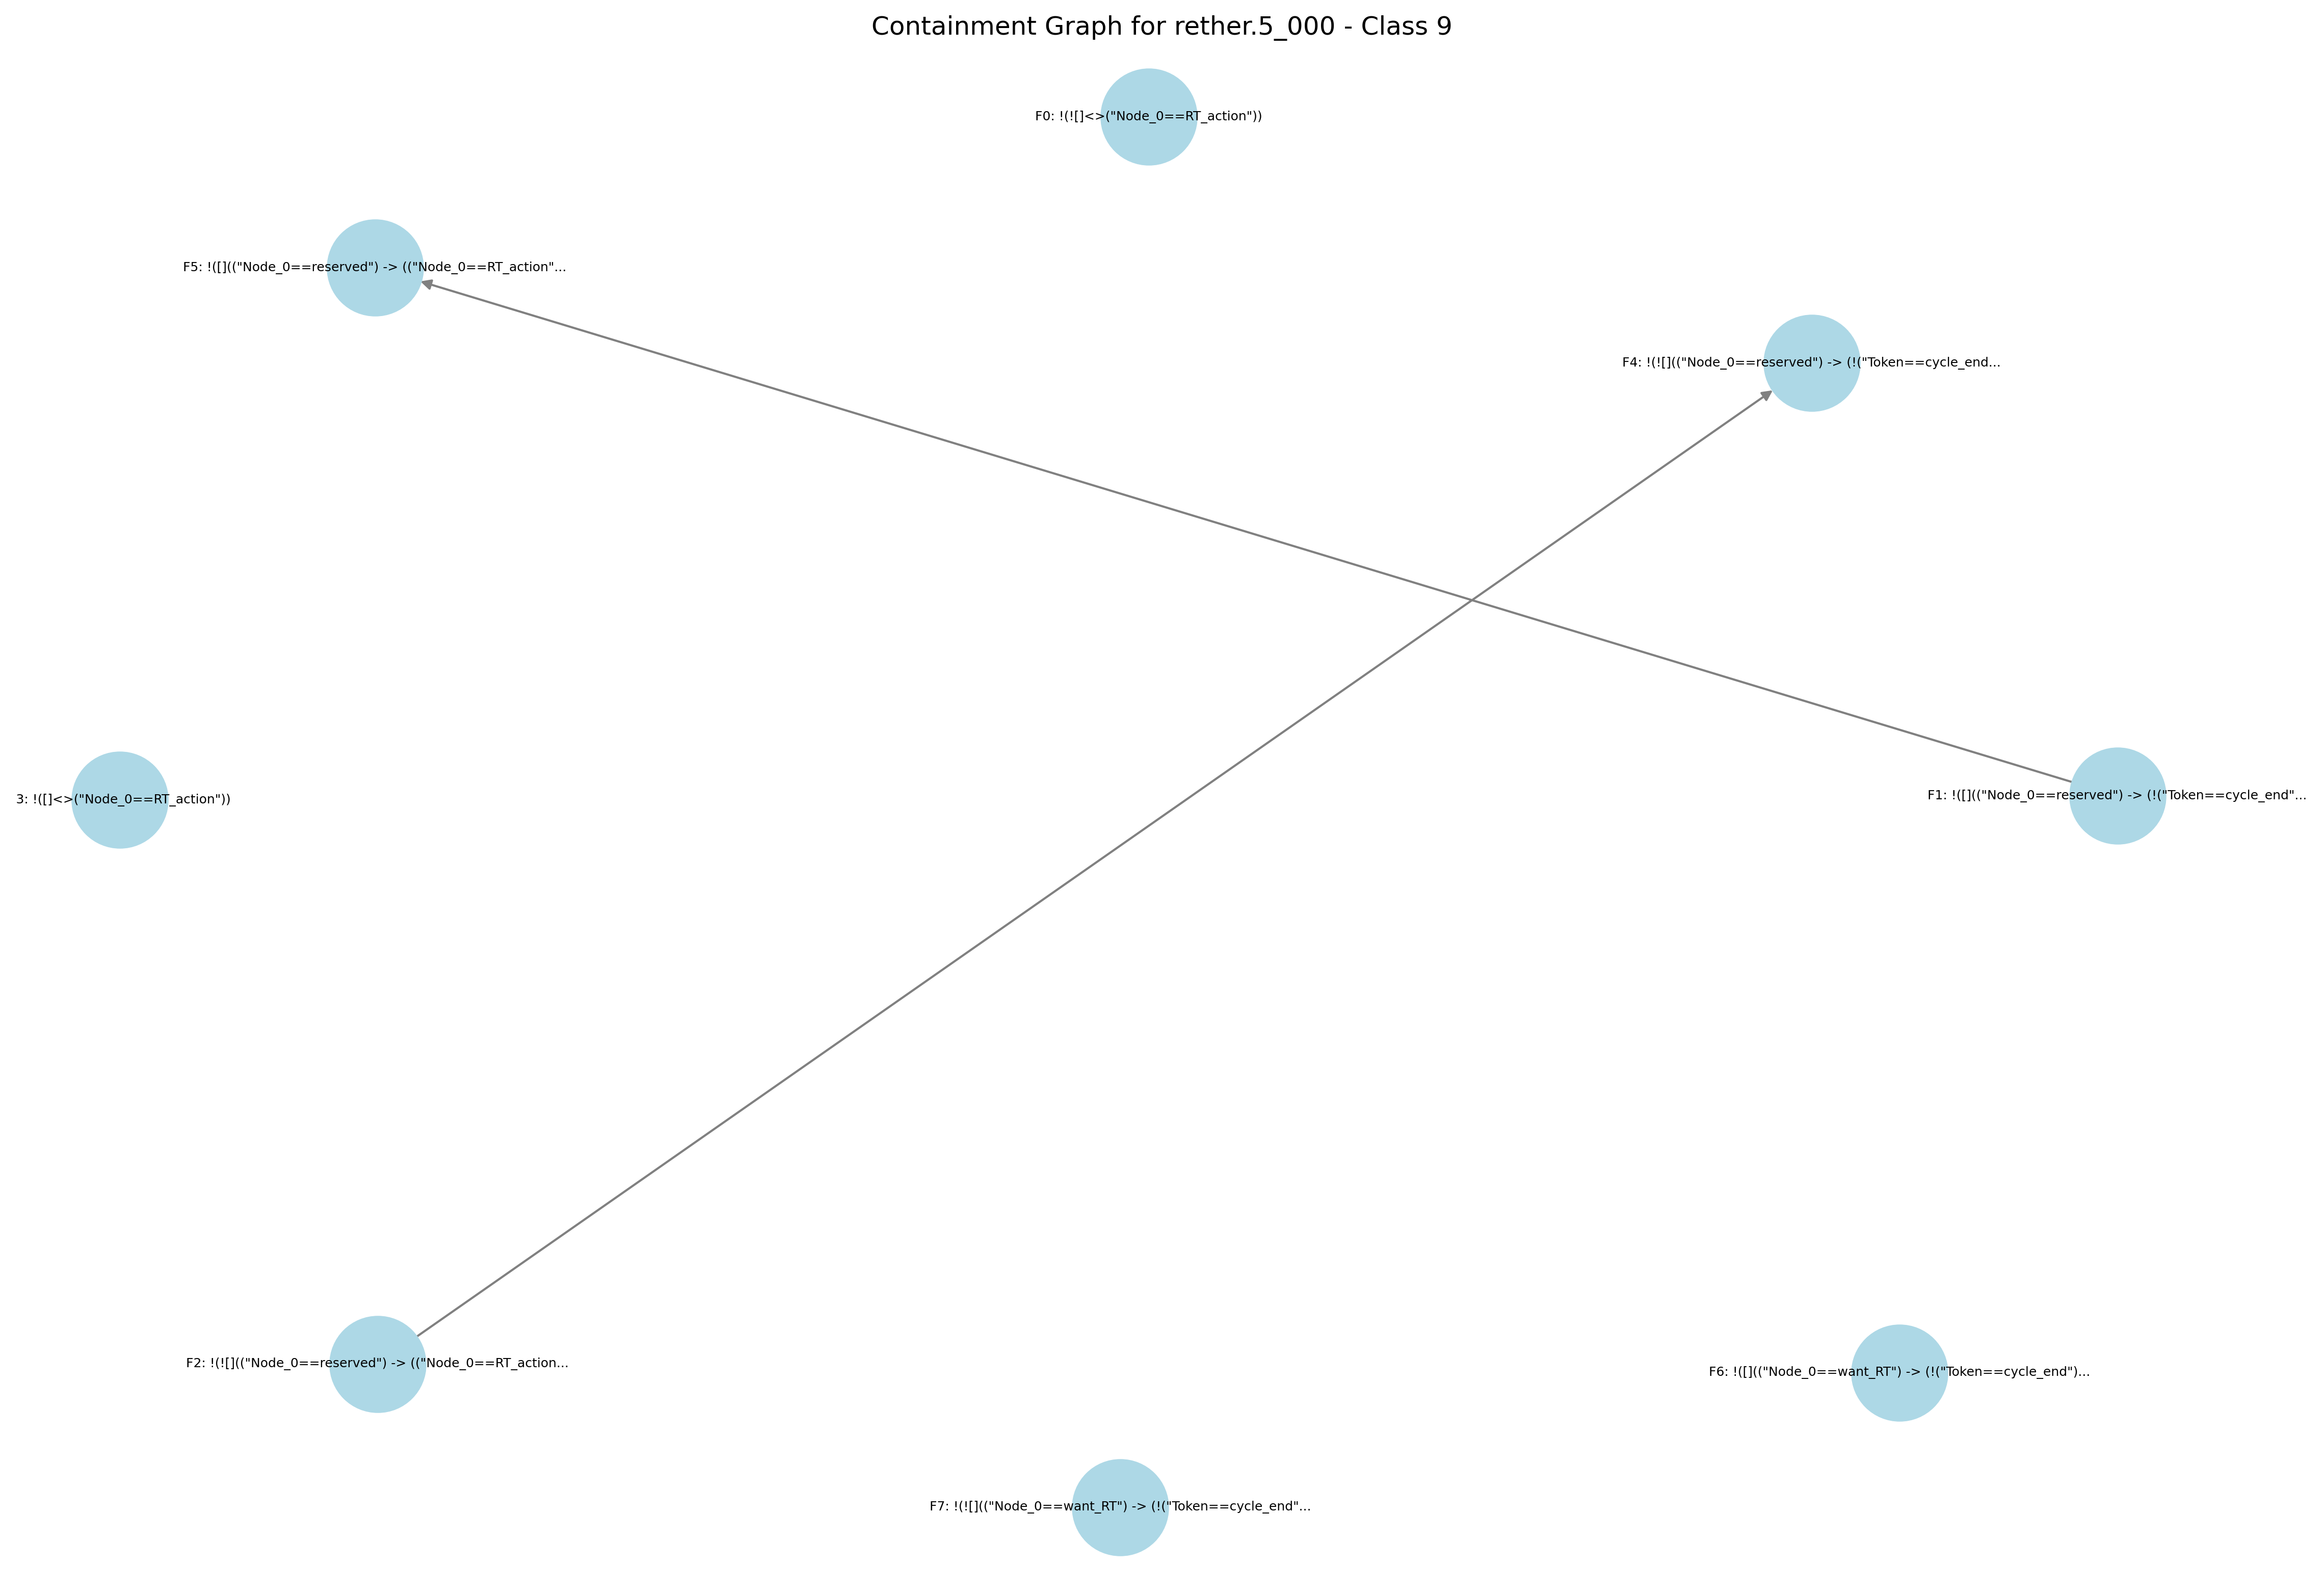 Containment Graph for rether.5_000 - Class 9
F0: !(![]<>("Node_0==RT_action"))
F5: !([](("Node_0==reserved") -> (("Node_0==RT_action"...
F4: !(![](("Node_0==reserved") -> (!("Token==cycle_end...
3: !([]<>("Node_0==RT_action"))
F1: !([](("Node_0==reserved") -> (!("Token==cycle_end"...
F2: !(![](("Node_0==reserved") -> (("Node_0==RT_action...
F6: !([](("Node_0==want_RT") -> (!("Token==cycle_end")...
F7: !(![](("Node_0==want_RT") -> (!("Token==cycle_end"...